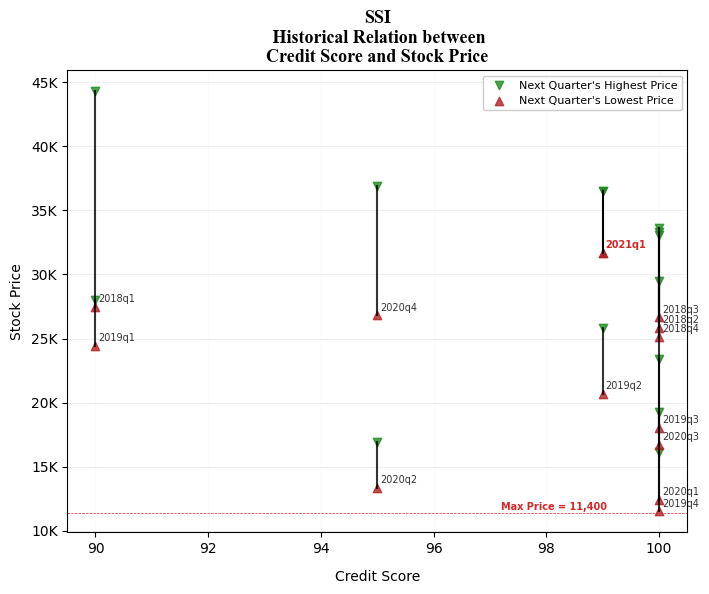 SSI
Historical Relation between
Credit Score and Stock Price
Next Quarter's Highest Price
Next Quarter's Lowest Price
45K
40K
35K
30K
25K
20K
15K
10K
Stock Price
2018q1
2019q1
2020q4
2020q2
2021q1
2019q2
2018q3
2018q2
2018q4
2019q3
2020q3
2020q1
2019q4
Max Price = 11,400
90
92
94
96
98
100
Credit Score